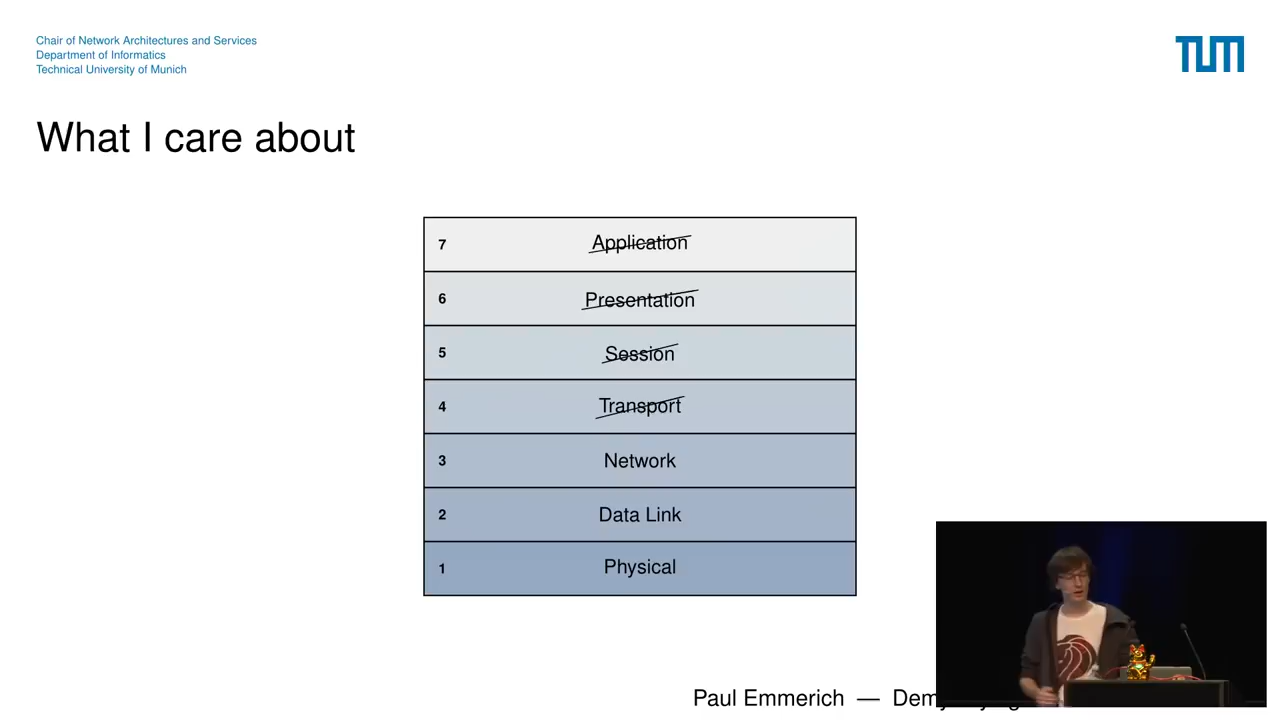 Chair of Network Architectures and Services
Department of Informatics
Technical University of Munich
TUM
What I care about
7 Application
6 Presentation
5 Session
4 Transport
3 Network
2 Data Link
1 Physical
Paul Emmerich —